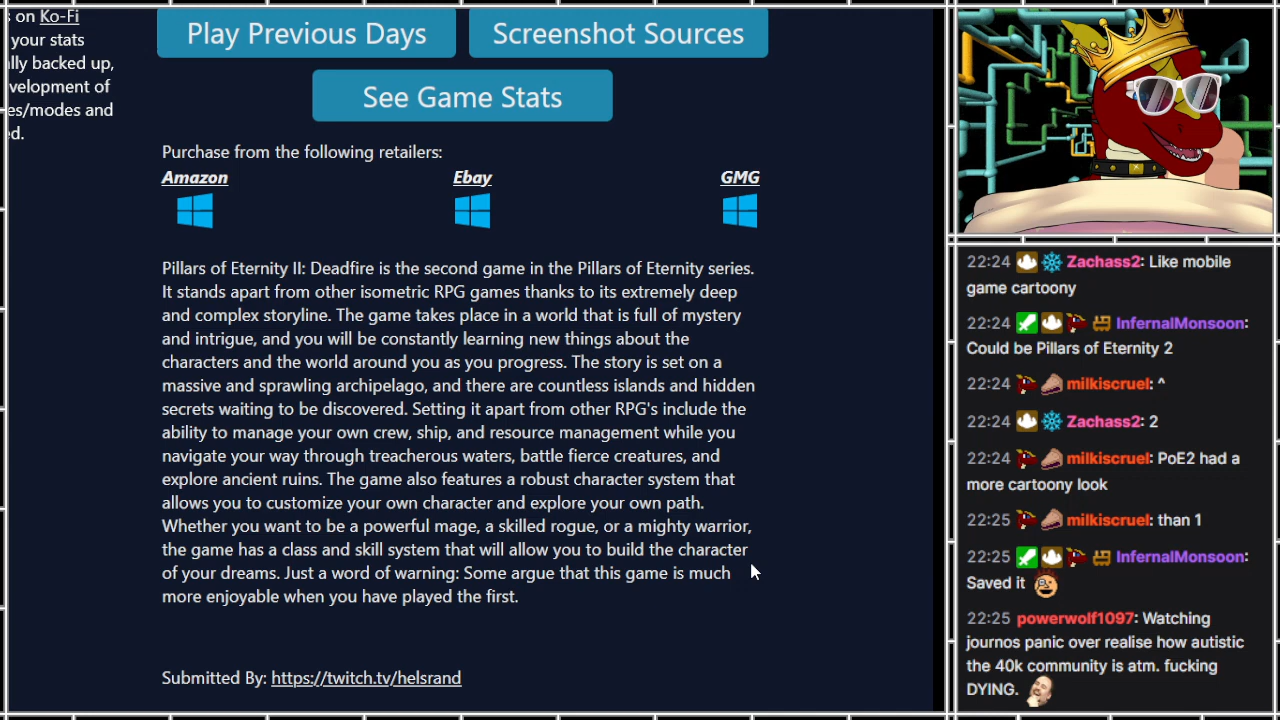 s on Ko-Fi
your stats
lly backed up,
velopment of
es/modes and
ed.
Play Previous Days
Screenshot Sources
See Game Stats
Purchase from the following retailers:
Amazon
Ebay
GMG
Pillars of Eternity II: Deadfire is the second game in the Pillars of Eternity series.
It stands apart from other isometric RPG games thanks to its extremely deep
and complex storyline. The game takes place in a world that is full of mystery
and intrigue, and you will be constantly learning new things about the
characters and the world around you as you progress. The story is set on a
massive and sprawling archipelago, and there are countless islands and hidden
secrets waiting to be discovered. Setting it apart from other RPG's include the
ability to manage your own crew, ship, and resource management while you
navigate your way through treacherous waters, battle fierce creatures, and
explore ancient ruins. The game also features a robust character system that
allows you to customize your own character and explore your own path.
Whether you want to be a powerful mage, a skilled rogue, or a mighty warrior,
the game has a class and skill system that will allow you to build the character
of your dreams. Just a word of warning: Some argue that this game is much
more enjoyable when you have played the first.
Submitted By: https://twitch.tv/helsrand
22:24 Zachass2: Like mobile
game cartoony
22:24 InfernalMonsoon:
Could be Pillars of Eternity 2
22:24 milkiscruel: ^
22:24 Zachass2: 2
22:24 milkiscruel: PoE2 had a
more cartoony look
22:25 milkiscruel: than 1
22:25 InfernalMonsoon:
Saved it
22:25 powerwolf1097: Watching
journos panic over realise how autistic
the 40k community is atm. fucking
DYING.